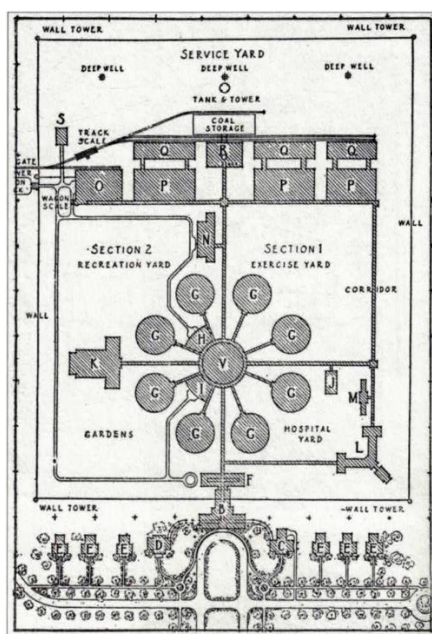 WALL TOWER
WALL TOWER
SERVICE YARD
DEEP WELL
DEEP WELL
DEEP WELL
TANK & TOWER
COAL
STORAGE
S
TRACK
SCALE
GATE
Q
R
Q
Q
O
P
P
P
WAGON
SCALE
WALL
N
SECTION 2
RECREATION YARD
SECTION 1
EXERCISE YARD
CORRIDOR
WALL
G
G
G
G
H
V
K
I
J
G
G
M
G
G
GARDENS
HOSPITAL
YARD
L
F
WALL TOWER
WALL TOWER
B
E
E
E
D
C
E
E
E